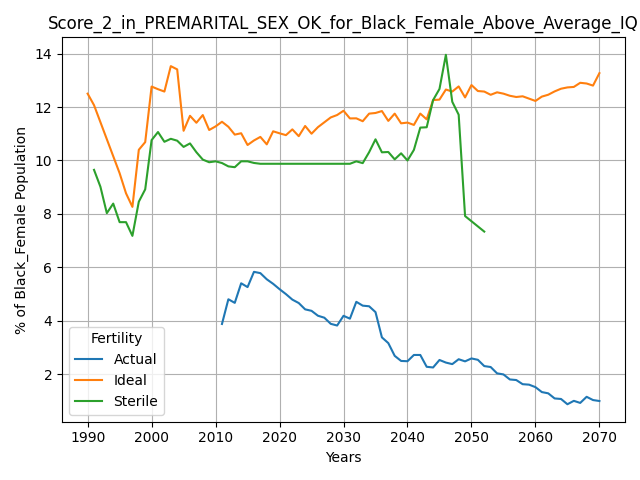 Score_2_in_PREMARITAL_SEX_OK_for_Black_Female_Above_Average_IQ
% of Black_Female Population
14
12
10
8
6
4
2
Fertility
Actual
Ideal
Sterile
1990 2000 2010 2020 2030 2040 2050 2060 2070
Years